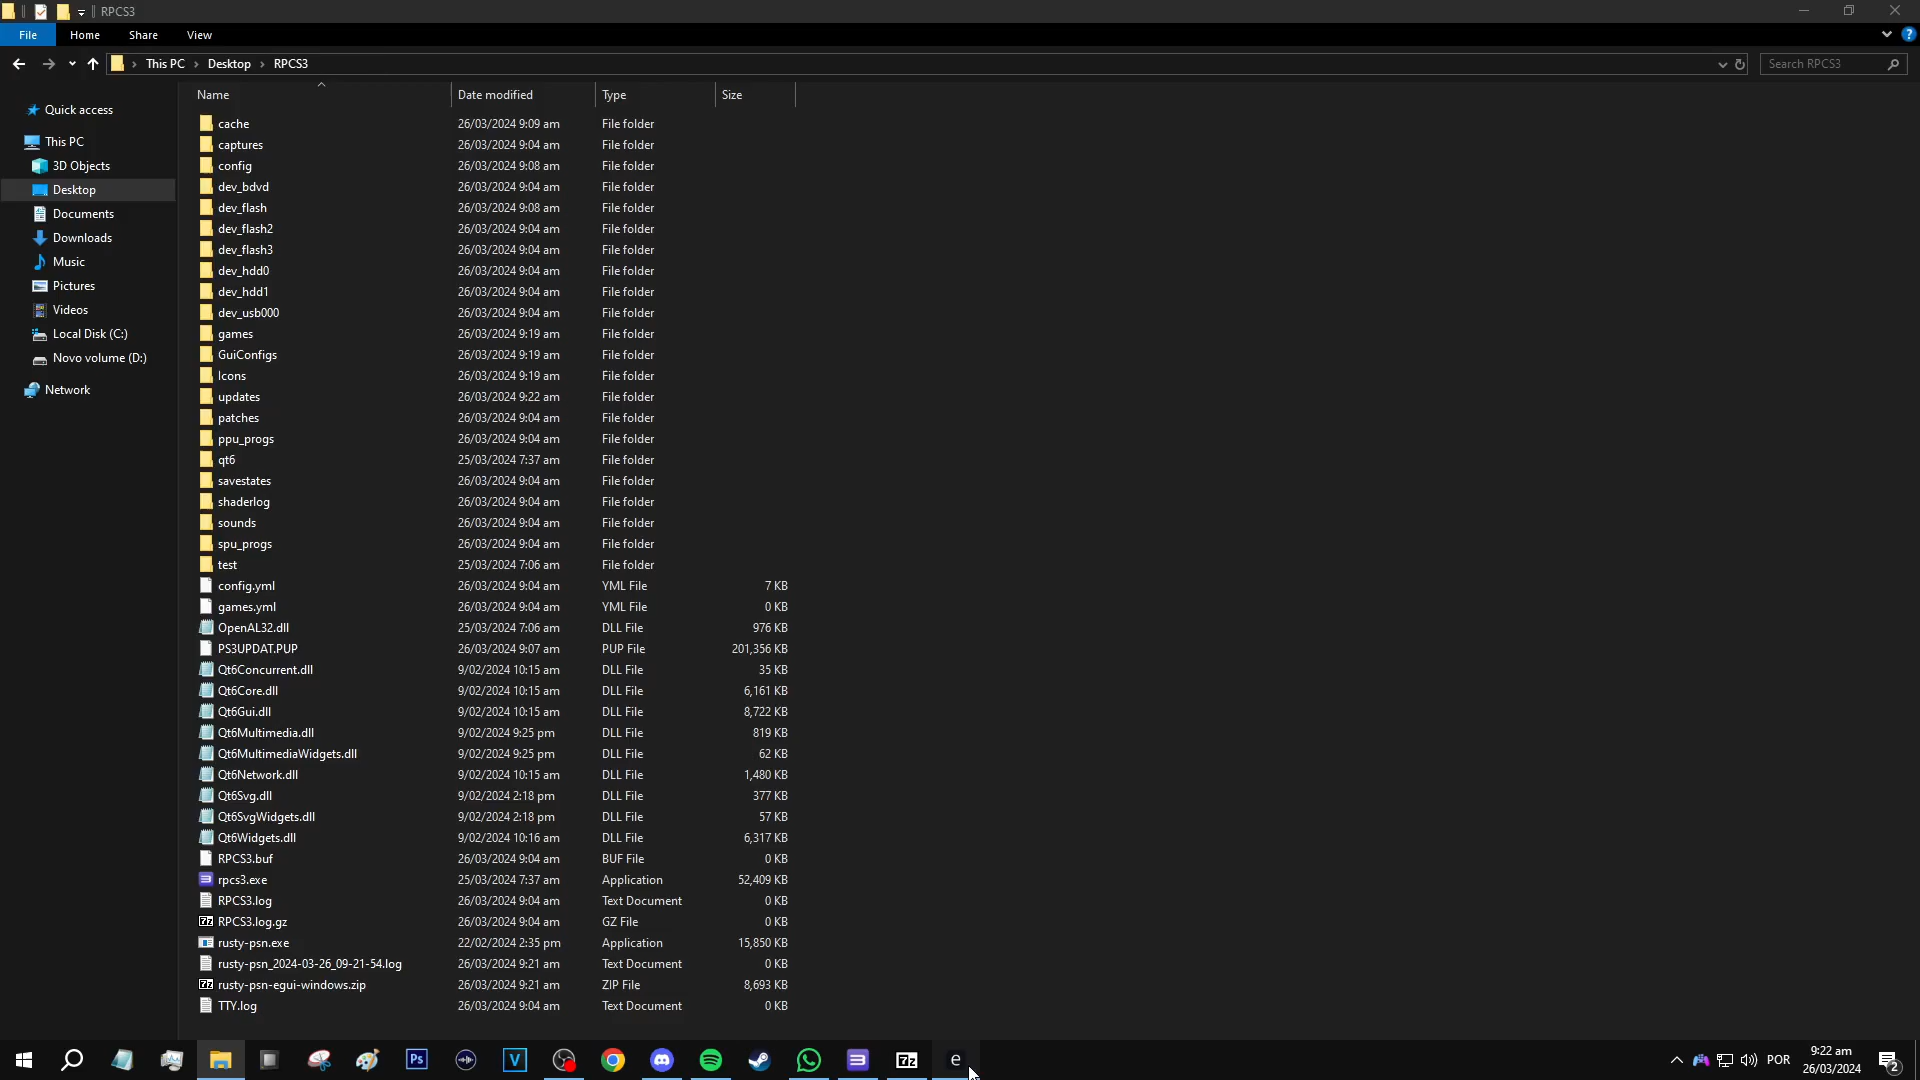 RPCS3
File Home Share View
This PC Desktop RPCS3 Search RPCS3
Name Date modified Type Size
Quick access
This PC
3D Objects
Desktop
Documents
Downloads
Music
Pictures
Videos
Local Disk (C:)
Novo volume (D:)
Network
cache 26/03/2024 9:09 am File folder
captures 26/03/2024 9:04 am File folder
config 26/03/2024 9:08 am File folder
dev_bdvd 26/03/2024 9:04 am File folder
dev_flash 26/03/2024 9:08 am File folder
dev_flash2 26/03/2024 9:04 am File folder
dev_flash3 26/03/2024 9:04 am File folder
dev_hdd0 26/03/2024 9:04 am File folder
dev_hdd1 26/03/2024 9:04 am File folder
dev_usb000 26/03/2024 9:04 am File folder
games 26/03/2024 9:19 am File folder
GuiConfigs 26/03/2024 9:19 am File folder
Icons 26/03/2024 9:19 am File folder
updates 26/03/2024 9:22 am File folder
patches 26/03/2024 9:04 am File folder
ppu_progs 26/03/2024 9:04 am File folder
qt6 25/03/2024 7:37 am File folder
savestates 26/03/2024 9:04 am File folder
shaderlog 26/03/2024 9:04 am File folder
sounds 26/03/2024 9:04 am File folder
spu_progs 26/03/2024 9:04 am File folder
test 25/03/2024 7:06 am File folder
config.yml 26/03/2024 9:04 am YML File 7 KB
games.yml 26/03/2024 9:04 am YML File 0 KB
OpenAL32.dll 25/03/2024 7:06 am DLL File 976 KB
PS3UPDAT.PUP 26/03/2024 9:07 am PUP File 201,356 KB
Qt6Concurrent.dll 9/02/2024 10:15 am DLL File 35 KB
Qt6Core.dll 9/02/2024 10:15 am DLL File 6,161 KB
Qt6Gui.dll 9/02/2024 10:15 am DLL File 8,722 KB
Qt6Multimedia.dll 9/02/2024 9:25 pm DLL File 819 KB
Qt6MultimediaWidgets.dll 9/02/2024 9:25 pm DLL File 62 KB
Qt6Network.dll 9/02/2024 10:15 am DLL File 1,480 KB
Qt6Svg.dll 9/02/2024 2:18 pm DLL File 377 KB
Qt6SvgWidgets.dll 9/02/2024 2:18 pm DLL File 57 KB
Qt6Widgets.dll 9/02/2024 10:16 am DLL File 6,317 KB
RPCS3.buf 26/03/2024 9:04 am BUF File 0 KB
rpcs3.exe 25/03/2024 7:37 am Application 52,409 KB
RPCS3.log 26/03/2024 9:04 am Text Document 0 KB
RPCS3.log.gz 26/03/2024 9:04 am GZ File 0 KB
rusty-psn.exe 22/02/2024 2:35 pm Application 15,850 KB
rusty-psn_2024-03-26_09-21-54.log 26/03/2024 9:21 am Text Document 0 KB
rusty-psn-egui-windows.zip 26/03/2024 9:21 am ZIP File 8,693 KB
TTY.log 26/03/2024 9:04 am Text Document 0 KB
Ps V 7z e POR 9:22 am
26/03/2024 2